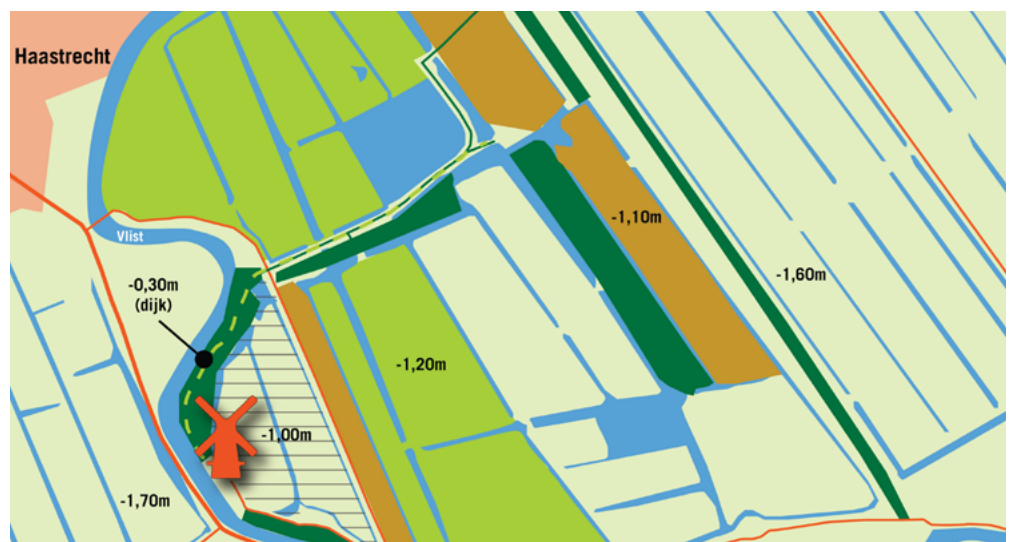 Haastrecht
Vlist
-0,30m
(dijk)
-1,10m
-1,60m
-1,20m
-1,00m
-1,70m